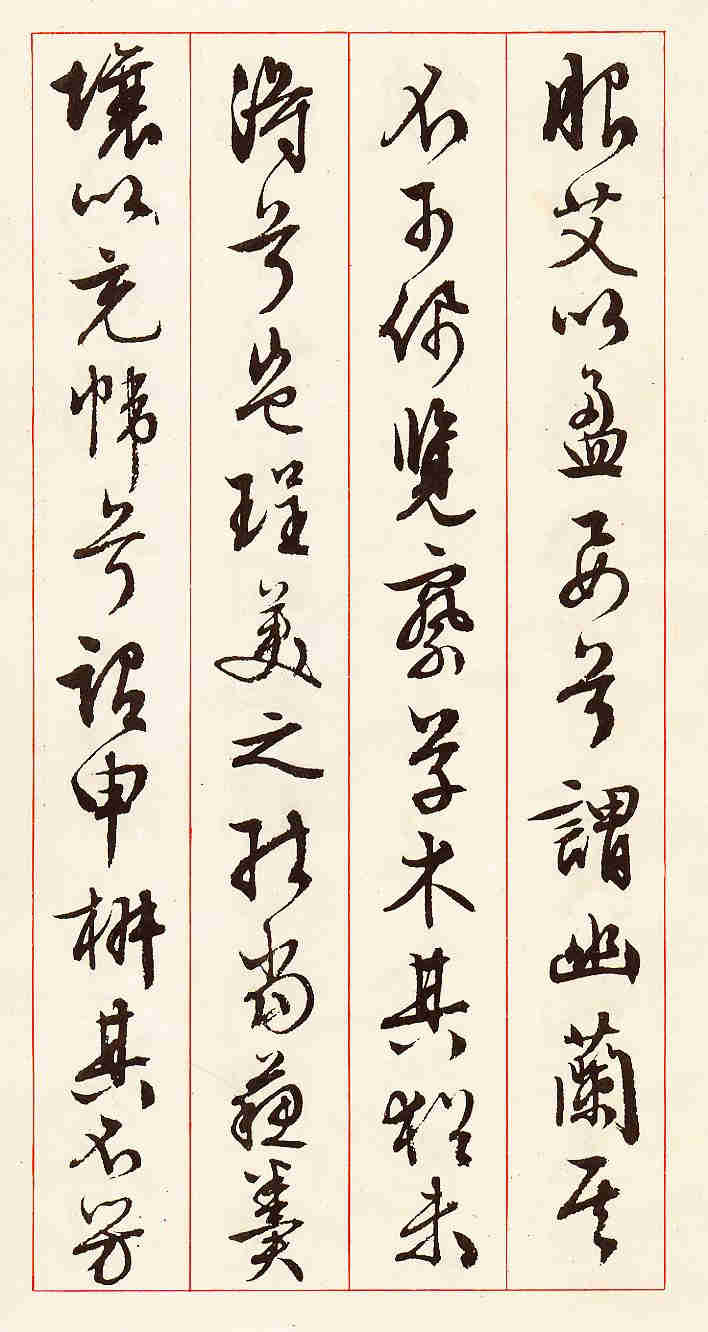 服艾以盈要兮謂幽蘭其
不可佩覽察草木其猶未
得兮豈珵美之能當蘇糞
壤以充幃兮謂申椒其不芳